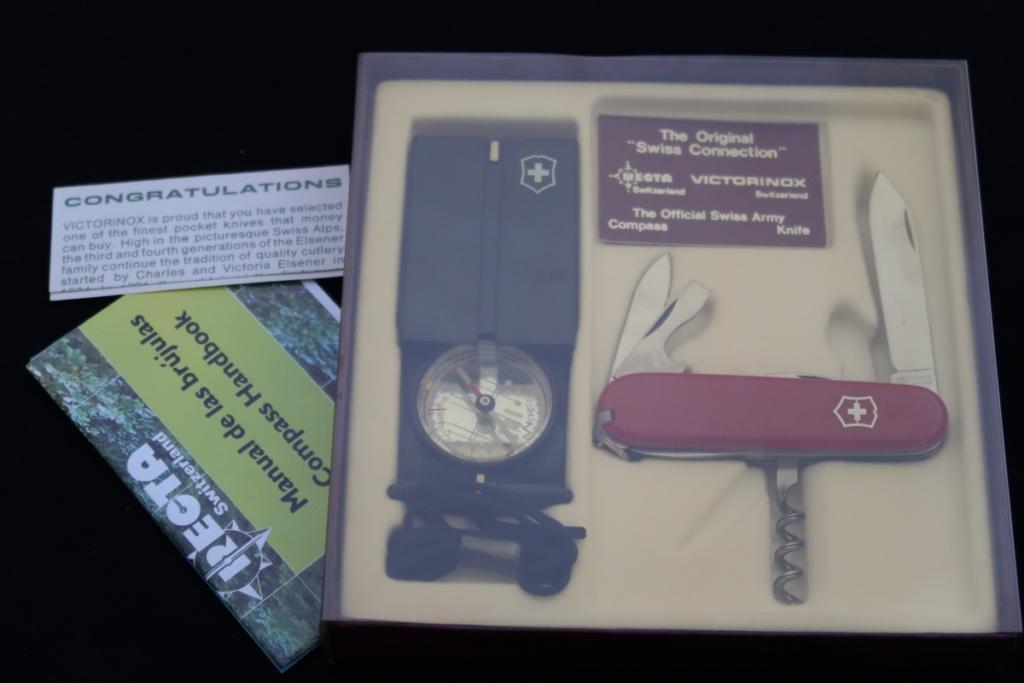 CONGRATULATIONS
VICTORINOX is proud that you have selected
one of the finest pocket knives that money
can buy. High in the picturesque Swiss Alps,
the third and fourth generations of the Elsener
family continue the tradition of quality cutlery
started by Charles and Victoria Elsener in
Manual de las brújulas
Compass Handbook
RECTA
Switzerland
The Original
"Swiss Connection"
RECTA VICTORINOX
Switzerland Switzerland
The Official Swiss Army
Compass Knife